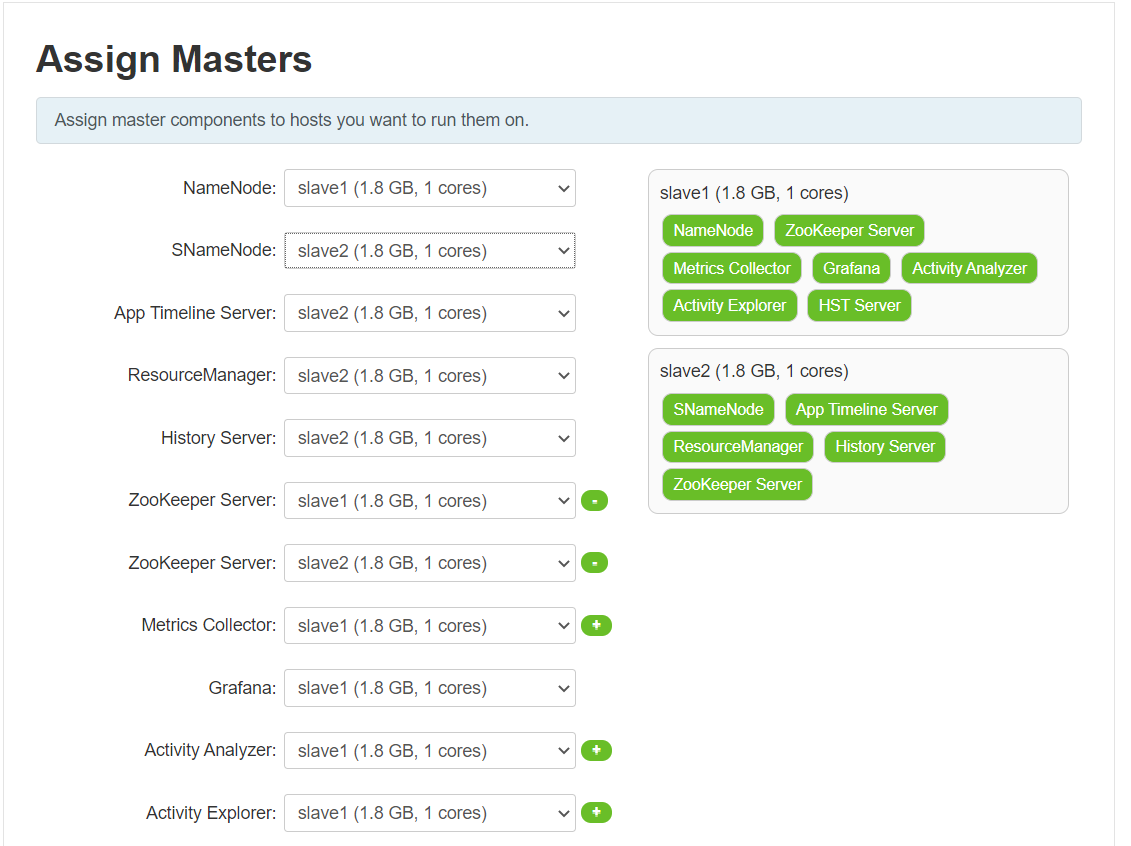 Assign Masters
Assign master components to hosts you want to run them on.
NameNode: slave1 (1.8 GB, 1 cores)
SNameNode: slave2 (1.8 GB, 1 cores)
App Timeline Server: slave2 (1.8 GB, 1 cores)
ResourceManager: slave2 (1.8 GB, 1 cores)
History Server: slave2 (1.8 GB, 1 cores)
ZooKeeper Server: slave1 (1.8 GB, 1 cores) -
ZooKeeper Server: slave2 (1.8 GB, 1 cores) -
Metrics Collector: slave1 (1.8 GB, 1 cores) +
Grafana: slave1 (1.8 GB, 1 cores)
Activity Analyzer: slave1 (1.8 GB, 1 cores) +
Activity Explorer: slave1 (1.8 GB, 1 cores) +
slave1 (1.8 GB, 1 cores)
NameNode ZooKeeper Server
Metrics Collector Grafana Activity Analyzer
Activity Explorer HST Server
slave2 (1.8 GB, 1 cores)
SNameNode App Timeline Server
ResourceManager History Server
ZooKeeper Server